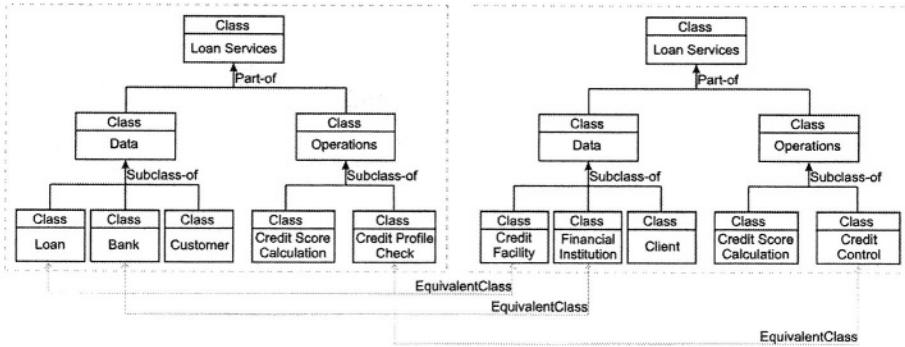 Class
Loan Services
Part-of
Class
Data
Class
Operations
Subclass-of
Subclass-of
Class
Loan
Class
Bank
Class
Customer
Class
Credit Score
Calculation
Class
Credit Profile
Check
Class
Loan Services
Part-of
Class
Data
Class
Operations
Subclass-of
Subclass-of
Class
Credit
Facility
Class
Financial
Institution
Class
Client
Class
Credit Score
Calculation
Class
Credit
Control
EquivalentClass
EquivalentClass
EquivalentClass